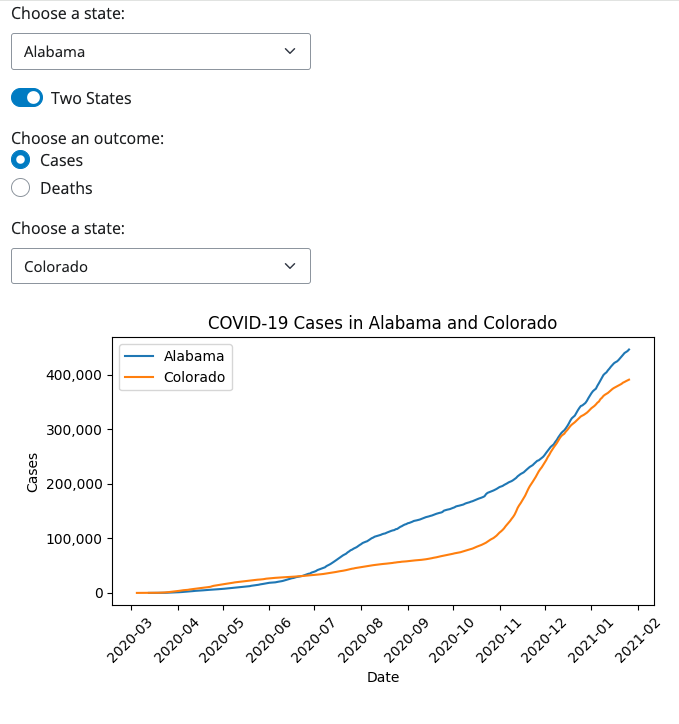 Choose a state:
Alabama
Two States
Choose an outcome:
Cases
Deaths
Choose a state:
Colorado
COVID-19 Cases in Alabama and Colorado
Alabama
Colorado
400,000
300,000
200,000
100,000
0
Cases
2020-03
2020-04
2020-05
2020-06
2020-07
2020-08
2020-09
2020-10
2020-11
2020-12
2021-01
2021-02
Date